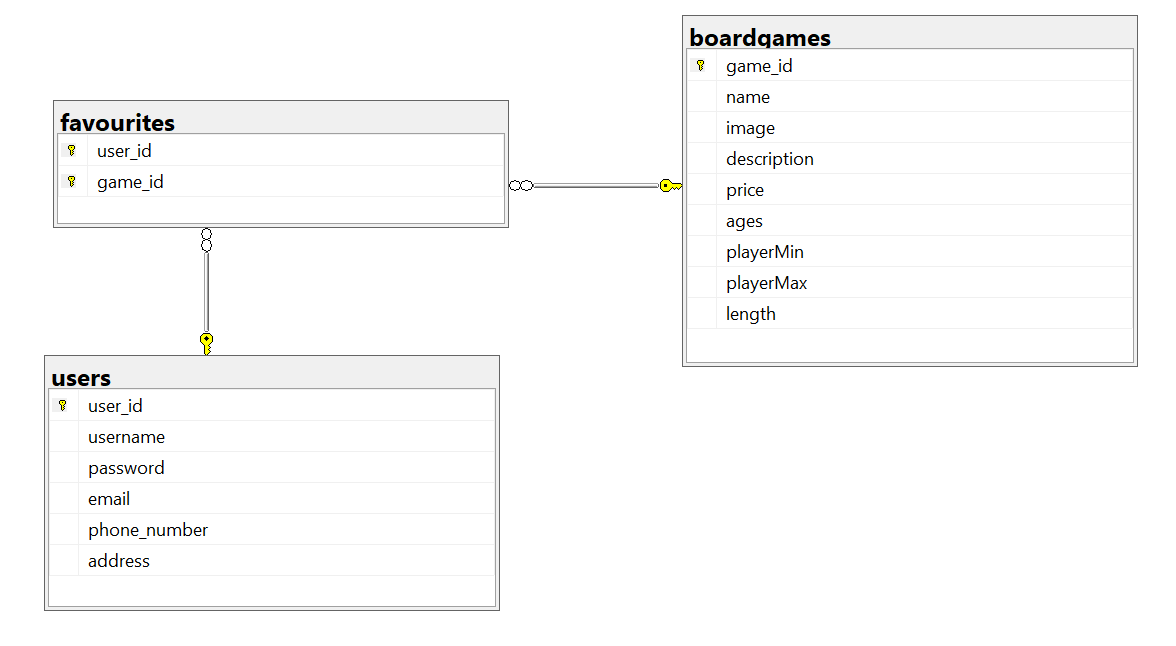 boardgames
game_id
name
image
description
price
ages
playerMin
playerMax
length
favourites
user_id
game_id
users
user_id
username
password
email
phone_number
address